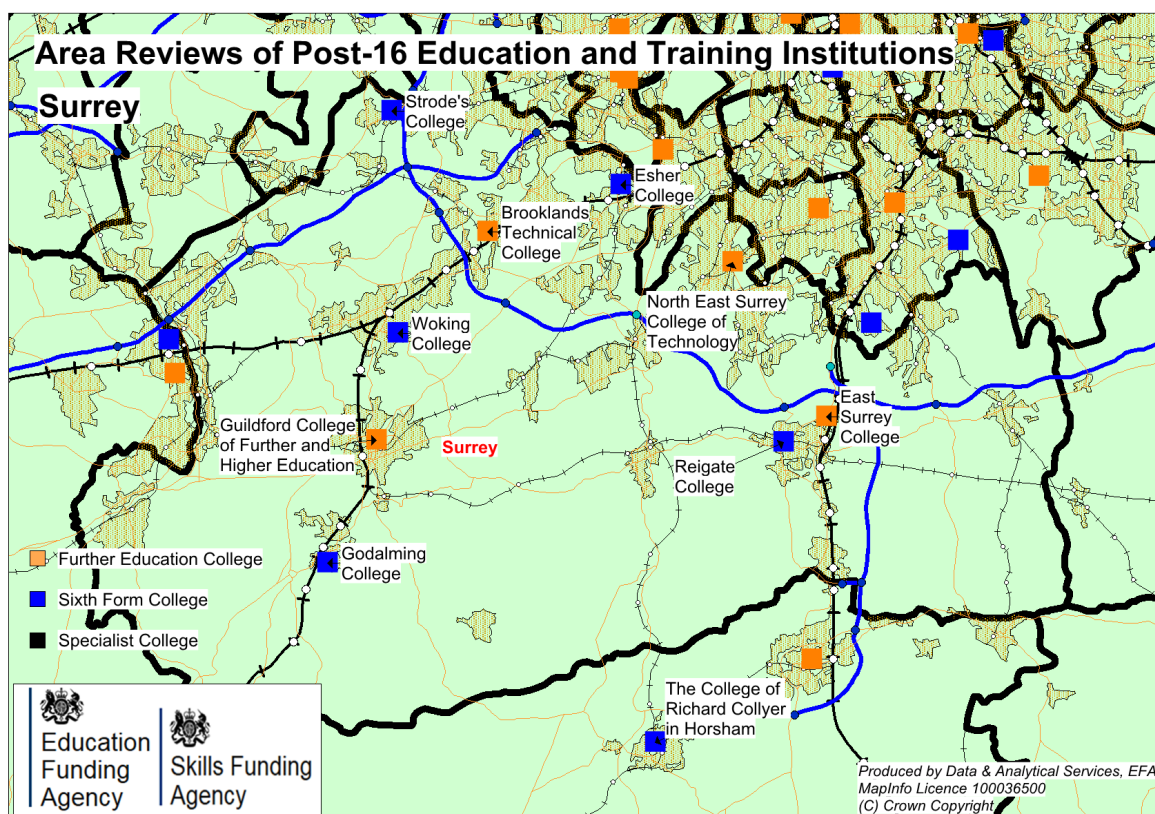 Area Reviews of Post-16 Education and Training Institutions
Surrey
Strode's
College
Esher
College
Brooklands
Technical
College
North East Surrey
College of
Technology
Woking
College
East
Surrey
College
Guildford College
of Further and
Higher Education
Surrey
Reigate
College
Godalming
College
Further Education College
Sixth Form College
Specialist College
The College of
Richard Collyer
in Horsham
Education
Funding
Agency
Skills Funding
Agency
Produced by Data & Analytical Services, EFA
MapInfo Licence 100036500
(C) Crown Copyright